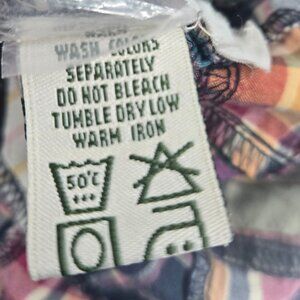 WASH COLORS
SEPARATELY
DO NOT BLEACH
TUMBLE DRY LOW
WARM IRON
50°C